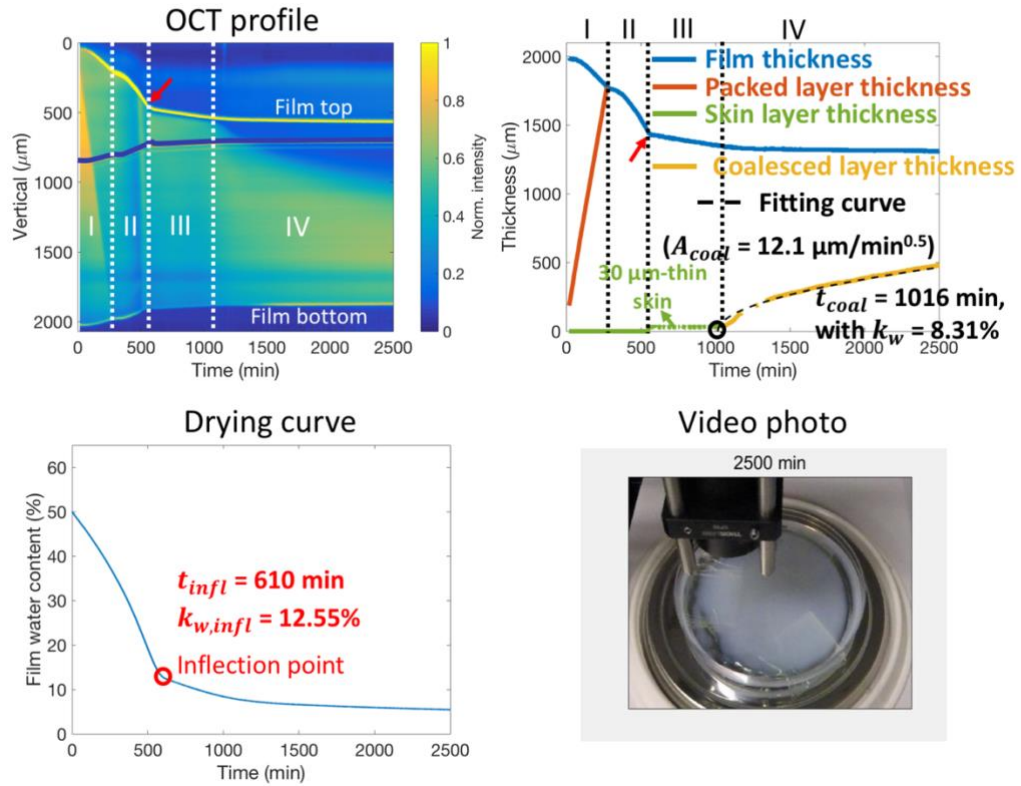 OCT profile
Film top
I
II
III
IV
Film bottom
0
500
1000
1500
2000
Vertical (μm)
0 500 1000 1500 2000 2500
Time (min)
1
0.8
0.6
0.4
0.2
0
Norm. intensity
I II III IV
Film thickness
Packed layer thickness
Skin layer thickness
Coalesced layer thickness
Fitting curve
(A_coal = 12.1 μm/min^0.5)
30 μm-thin
skin
t_coal = 1016 min,
with k_w = 8.31%
2000
1500
1000
500
0
Thickness (μm)
0 500 1000 1500 2000 2500
Time (min)
Drying curve
t_infl = 610 min
k_w,infl = 12.55%
Inflection point
60
50
40
30
20
10
0
Film water content (%)
0 500 1000 1500 2000 2500
Time (min)
Video photo
2500 min